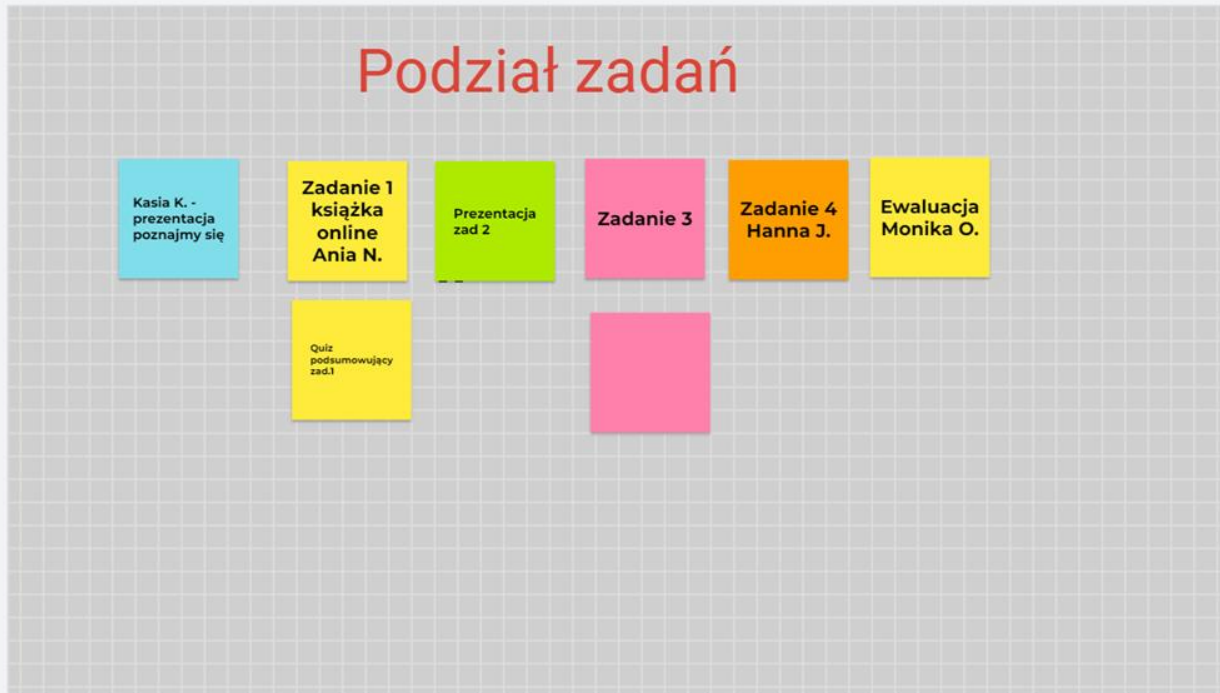 Podział zadań
Kasia K. -
prezentacja
poznajmy się
Zadanie 1
książka
online
Ania N.
Prezentacja
zad 2
Zadanie 3
Zadanie 4
Hanna J.
Ewaluacja
Monika O.
Quiz
podsumowujący
zad.1